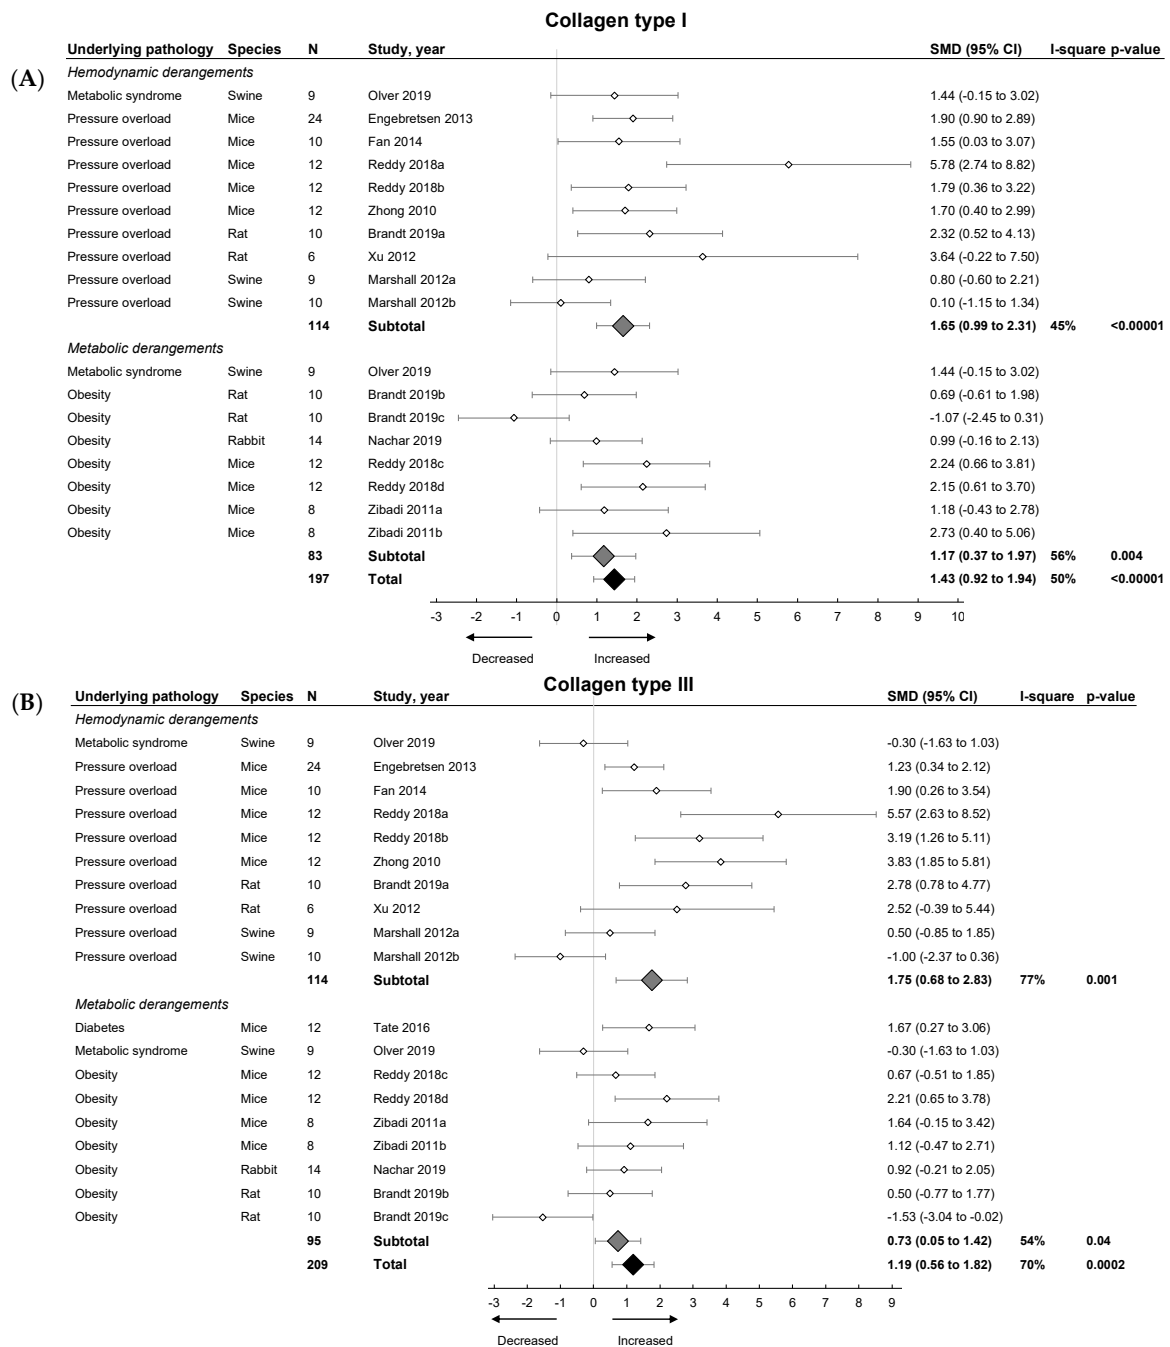 Collagen type I
(A)
Underlying pathology Species N Study, year SMD (95% CI) I-square p-value
Hemodynamic derangements
Metabolic syndrome Swine 9 Olver 2019 1.44 (-0.15 to 3.02)
Pressure overload Mice 24 Engebretsen 2013 1.90 (0.90 to 2.89)
Pressure overload Mice 10 Fan 2014 1.55 (0.03 to 3.07)
Pressure overload Mice 12 Reddy 2018a 5.78 (2.74 to 8.82)
Pressure overload Mice 12 Reddy 2018b 1.79 (0.36 to 3.22)
Pressure overload Mice 12 Zhong 2010 1.70 (0.40 to 2.99)
Pressure overload Rat 10 Brandt 2019a 2.32 (0.52 to 4.13)
Pressure overload Rat 6 Xu 2012 3.64 (-0.22 to 7.50)
Pressure overload Swine 9 Marshall 2012a 0.80 (-0.60 to 2.21)
Pressure overload Swine 10 Marshall 2012b 0.10 (-1.15 to 1.34)
114 Subtotal 1.65 (0.99 to 2.31) 45% <0.00001
Metabolic derangements
Metabolic syndrome Swine 9 Olver 2019 1.44 (-0.15 to 3.02)
Obesity Rat 10 Brandt 2019b 0.69 (-0.61 to 1.98)
Obesity Rat 10 Brandt 2019c -1.07 (-2.45 to 0.31)
Obesity Rabbit 14 Nachar 2019 0.99 (-0.16 to 2.13)
Obesity Mice 12 Reddy 2018c 2.24 (0.66 to 3.81)
Obesity Mice 12 Reddy 2018d 2.15 (0.61 to 3.70)
Obesity Mice 8 Zibadi 2011a 1.18 (-0.43 to 2.78)
Obesity Mice 8 Zibadi 2011b 2.73 (0.40 to 5.06)
83 Subtotal 1.17 (0.37 to 1.97) 56% 0.004
197 Total 1.43 (0.92 to 1.94) 50% <0.00001
-3 -2 -1 0 1 2 3 4 5 6 7 8 9 10
Decreased Increased
Collagen type III
(B)
Underlying pathology Species N Study, year SMD (95% CI) I-square p-value
Hemodynamic derangements
Metabolic syndrome Swine 9 Olver 2019 -0.30 (-1.63 to 1.03)
Pressure overload Mice 24 Engebretsen 2013 1.23 (0.34 to 2.12)
Pressure overload Mice 10 Fan 2014 1.90 (0.26 to 3.54)
Pressure overload Mice 12 Reddy 2018a 5.57 (2.63 to 8.52)
Pressure overload Mice 12 Reddy 2018b 3.19 (1.26 to 5.11)
Pressure overload Mice 12 Zhong 2010 3.83 (1.85 to 5.81)
Pressure overload Rat 10 Brandt 2019a 2.78 (0.78 to 4.77)
Pressure overload Rat 6 Xu 2012 2.52 (-0.39 to 5.44)
Pressure overload Swine 9 Marshall 2012a 0.50 (-0.85 to 1.85)
Pressure overload Swine 10 Marshall 2012b -1.00 (-2.37 to 0.36)
114 Subtotal 1.75 (0.68 to 2.83) 77% 0.001
Metabolic derangements
Diabetes Mice 12 Tate 2016 1.67 (0.27 to 3.06)
Metabolic syndrome Swine 9 Olver 2019 -0.30 (-1.63 to 1.03)
Obesity Mice 12 Reddy 2018c 0.67 (-0.51 to 1.85)
Obesity Mice 12 Reddy 2018d 2.21 (0.65 to 3.78)
Obesity Mice 8 Zibadi 2011a 1.64 (-0.15 to 3.42)
Obesity Mice 8 Zibadi 2011b 1.12 (-0.47 to 2.71)
Obesity Rabbit 14 Nachar 2019 0.92 (-0.21 to 2.05)
Obesity Rat 10 Brandt 2019b 0.50 (-0.77 to 1.77)
Obesity Rat 10 Brandt 2019c -1.53 (-3.04 to -0.02)
95 Subtotal 0.73 (0.05 to 1.42) 54% 0.04
209 Total 1.19 (0.56 to 1.82) 70% 0.0002
-3 -2 -1 0 1 2 3 4 5 6 7 8 9
Decreased Increased